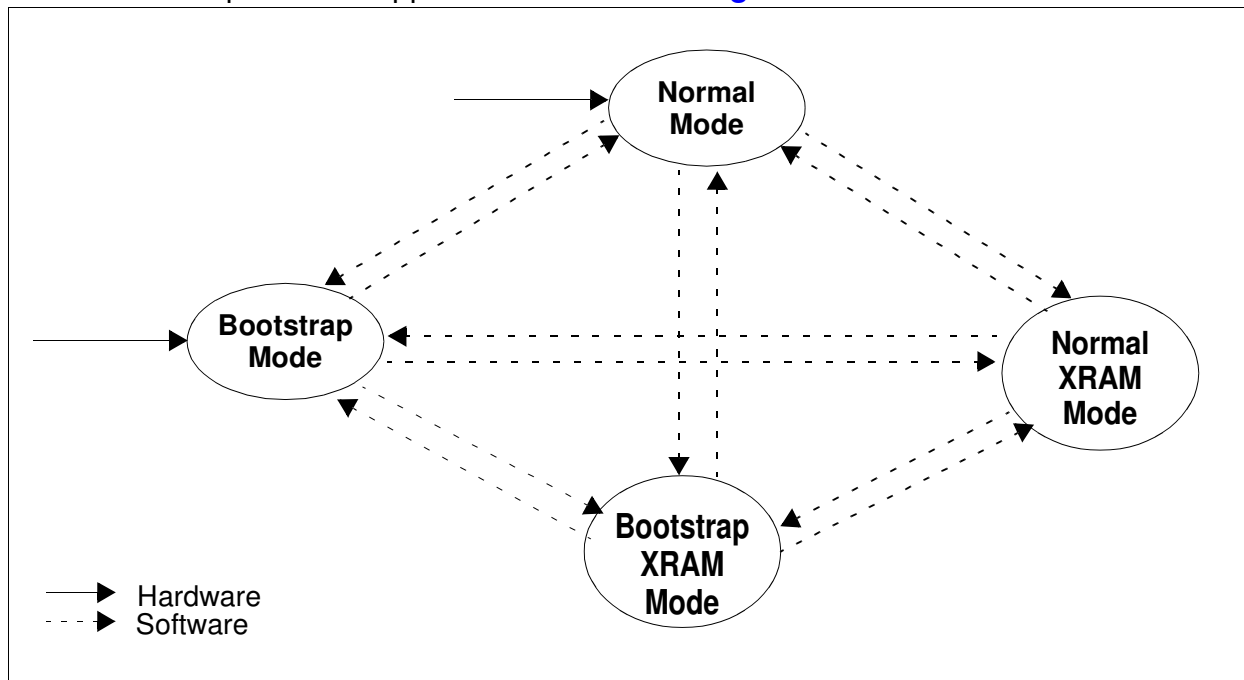 Normal
Mode
Bootstrap
Mode
Normal
XRAM
Mode
Bootstrap
XRAM
Mode
Hardware
Software